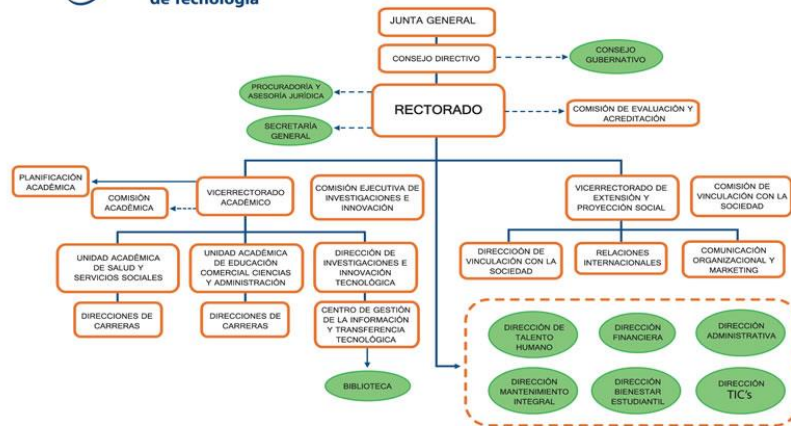 de Tecnología
JUNTA GENERAL
CONSEJO DIRECTIVO
CONSEJO
GUBERNATIVO
PROCURADORÍA Y
ASESORÍA JURÍDICA
RECTORADO
COMISIÓN DE EVALUACIÓN Y
ACREDITACIÓN
SECRETARÍA
GENERAL
PLANIFICACIÓN
ACADÉMICA
COMISIÓN
ACADÉMICA
VICERRECTORADO
ACADÉMICO
COMISIÓN EJECUTIVA DE
INVESTIGACIONES E
INNOVACIÓN
VICERRECTORADO DE
EXTENSIÓN Y
PROYECCIÓN SOCIAL
COMISIÓN DE
VINCULACIÓN CON LA
SOCIEDAD
UNIDAD ACADÉMICA
DE SALUD Y
SERVICIOS SOCIALES
UNIDAD ACADÉMICA
DE EDUCACIÓN
COMERCIAL CIENCIAS
Y ADMINISTRACIÓN
DIRECCIÓN DE
INVESTIGACIONES E
INNOVACIÓN
TECNOLÓGICA
DIRECCIÓN DE
VINCULACIÓN CON LA
SOCIEDAD
RELACIONES
INTERNACIONALES
COMUNICACIÓN
ORGANIZACIONAL Y
MARKETING
DIRECCIONES DE
CARRERAS
DIRECCIONES DE
CARRERAS
CENTRO DE GESTIÓN
DE LA INFORMACIÓN
Y TRANSFERENCIA
TECNOLÓGICA
BIBLIOTECA
DIRECCIÓN DE
TALENTO
HUMANO
DIRECCIÓN
FINANCIERA
DIRECCIÓN
ADMINISTRATIVA
DIRECCIÓN
MANTENIMIENTO
INTEGRAL
DIRECCIÓN
BIENESTAR
ESTUDIANTIL
DIRECCIÓN
TIC's